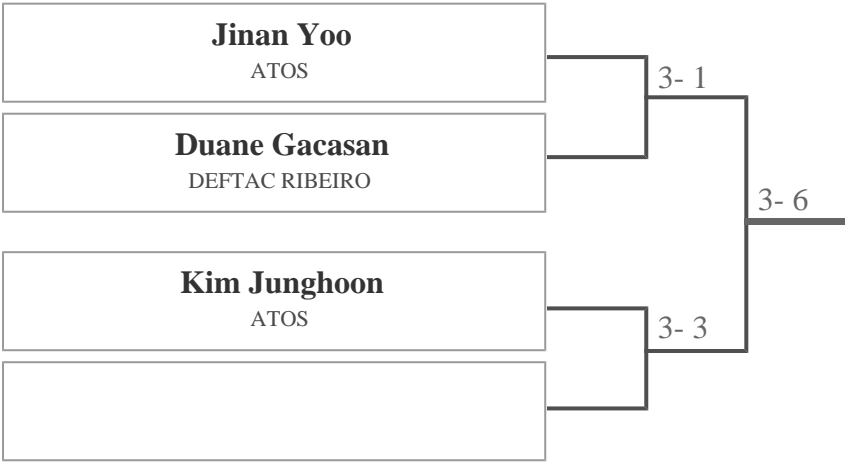 Jinan Yoo
ATOS
3- 1
Duane Gacasan
DEFTAC RIBEIRO
3- 6
Kim Junghoon
ATOS
3- 3